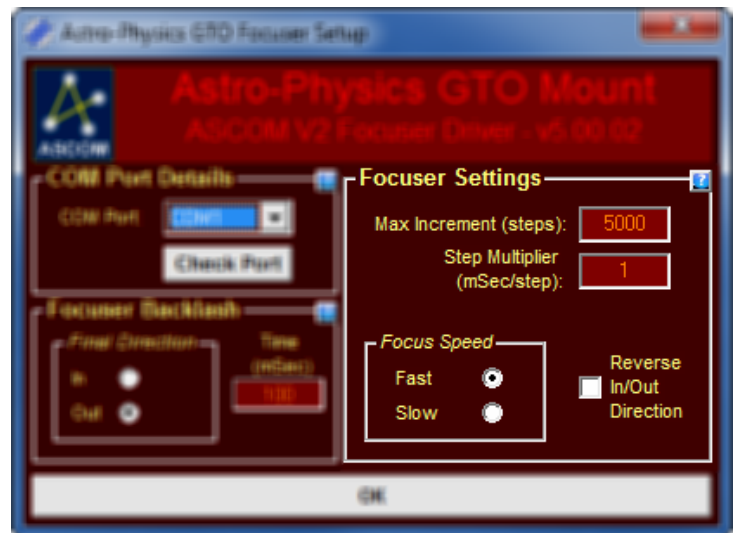 Astro-Physics GTO Focuser Setup
Astro-Physics GTO Mount
ASCOM V2 Focuser Driver - v5.00.02
ASCOM
COM Port Details
COM Port
COM1
Check Port
Focuser Backlash
Final Direction
In
Out
Time
(mSec)
100
Focuser Settings
?
Max Increment (steps):
5000
Step Multiplier
(mSec/step):
1
Focus Speed
Fast
Slow
Reverse
In/Out
Direction
OK